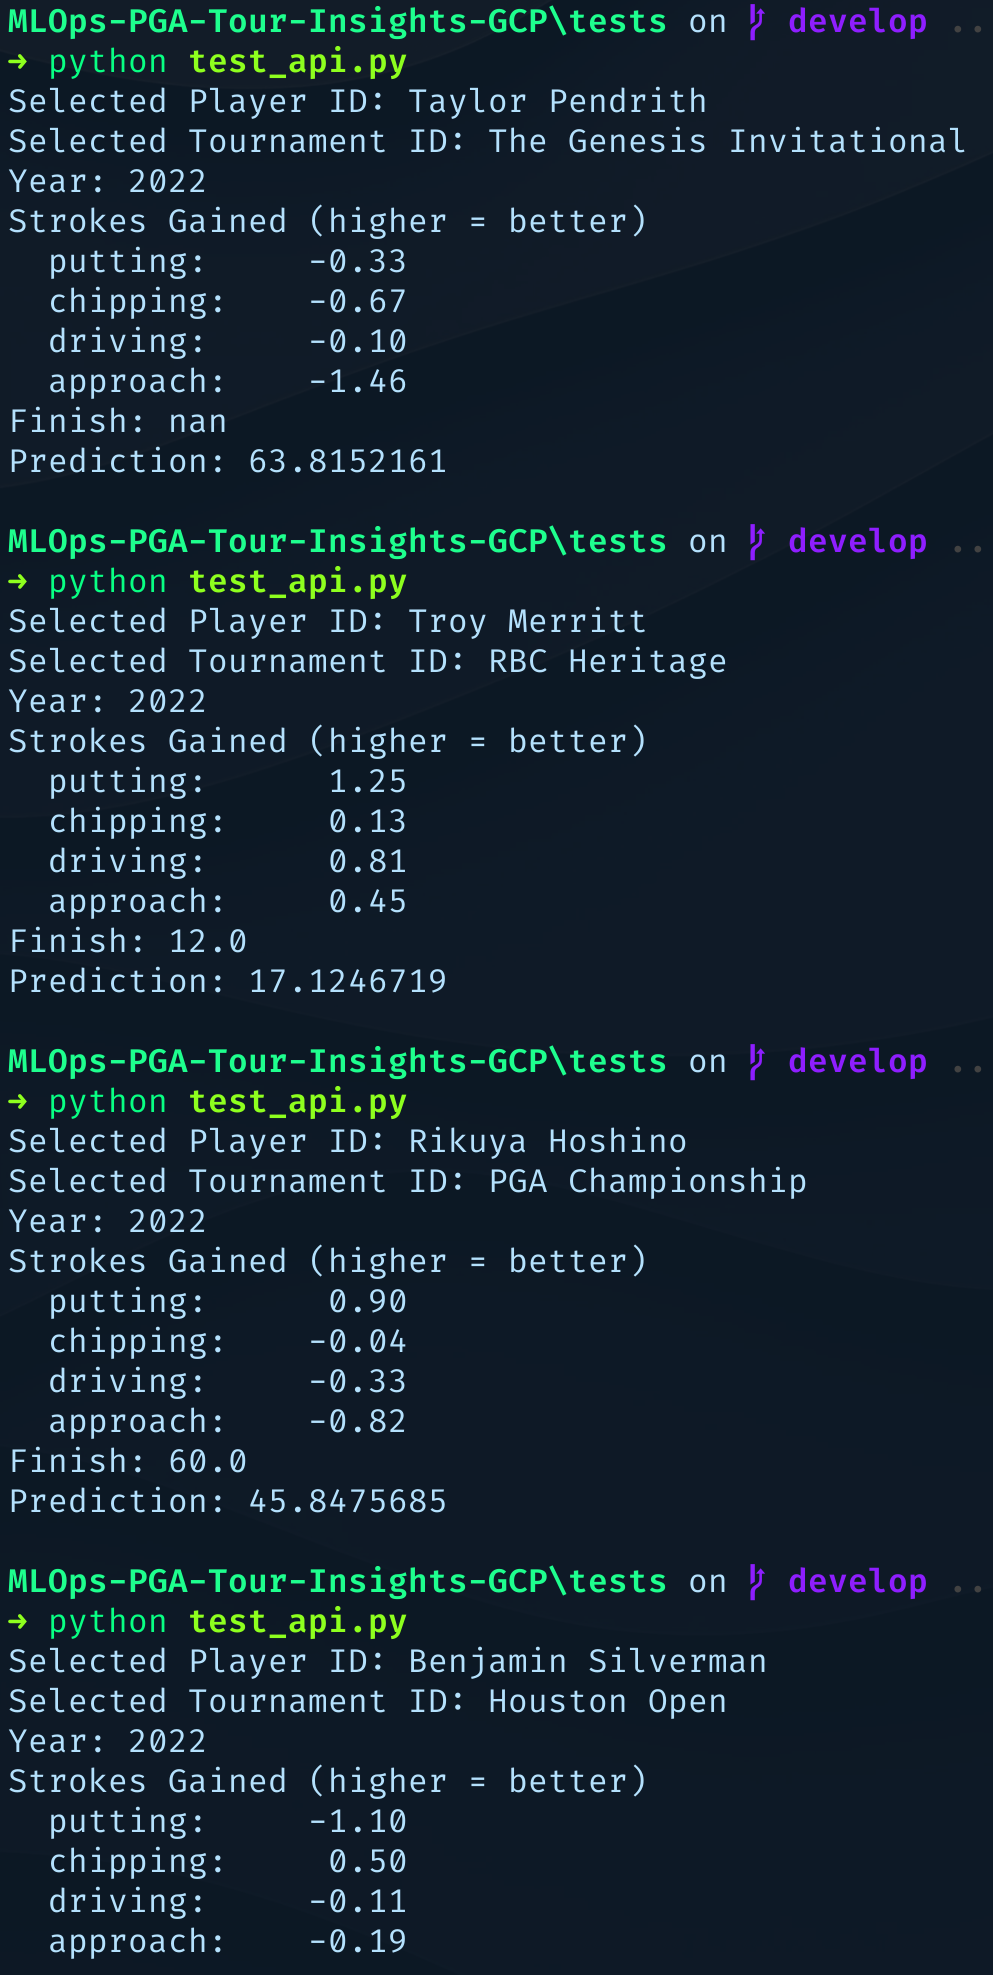 MLOps-PGA-Tour-Insights-GCP\tests on develop ..
→ python test_api.py
Selected Player ID: Taylor Pendrith
Selected Tournament ID: The Genesis Invitational
Year: 2022
Strokes Gained (higher = better)
  putting:     -0.33
  chipping:    -0.67
  driving:     -0.10
  approach:    -1.46
Finish: nan
Prediction: 63.8152161

MLOps-PGA-Tour-Insights-GCP\tests on develop ..
→ python test_api.py
Selected Player ID: Troy Merritt
Selected Tournament ID: RBC Heritage
Year: 2022
Strokes Gained (higher = better)
  putting:      1.25
  chipping:     0.13
  driving:      0.81
  approach:     0.45
Finish: 12.0
Prediction: 17.1246719

MLOps-PGA-Tour-Insights-GCP\tests on develop ..
→ python test_api.py
Selected Player ID: Rikuya Hoshino
Selected Tournament ID: PGA Championship
Year: 2022
Strokes Gained (higher = better)
  putting:      0.90
  chipping:    -0.04
  driving:     -0.33
  approach:    -0.82
Finish: 60.0
Prediction: 45.8475685

MLOps-PGA-Tour-Insights-GCP\tests on develop ..
→ python test_api.py
Selected Player ID: Benjamin Silverman
Selected Tournament ID: Houston Open
Year: 2022
Strokes Gained (higher = better)
  putting:     -1.10
  chipping:     0.50
  driving:     -0.11
  approach:    -0.19